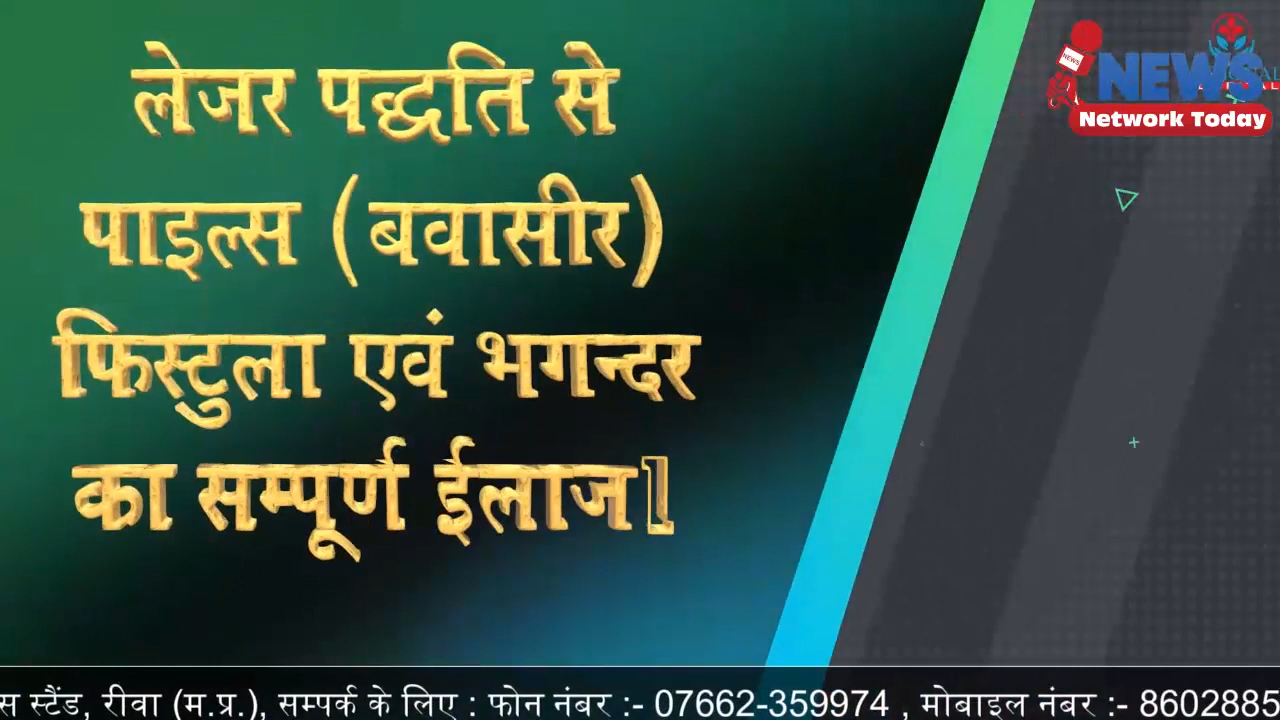 लेजर पद्धति से
पाइल्स (बवासीर)
फिस्टुला एवं भगन्दर
का सम्पूर्ण ईलाज
NEWS
NEWS
Network Today
स स्टैंड, रीवा (म.प्र.), सम्पर्क के लिए : फोन नंबर :- 07662-359974 , मोबाइल नंबर :- 8602885